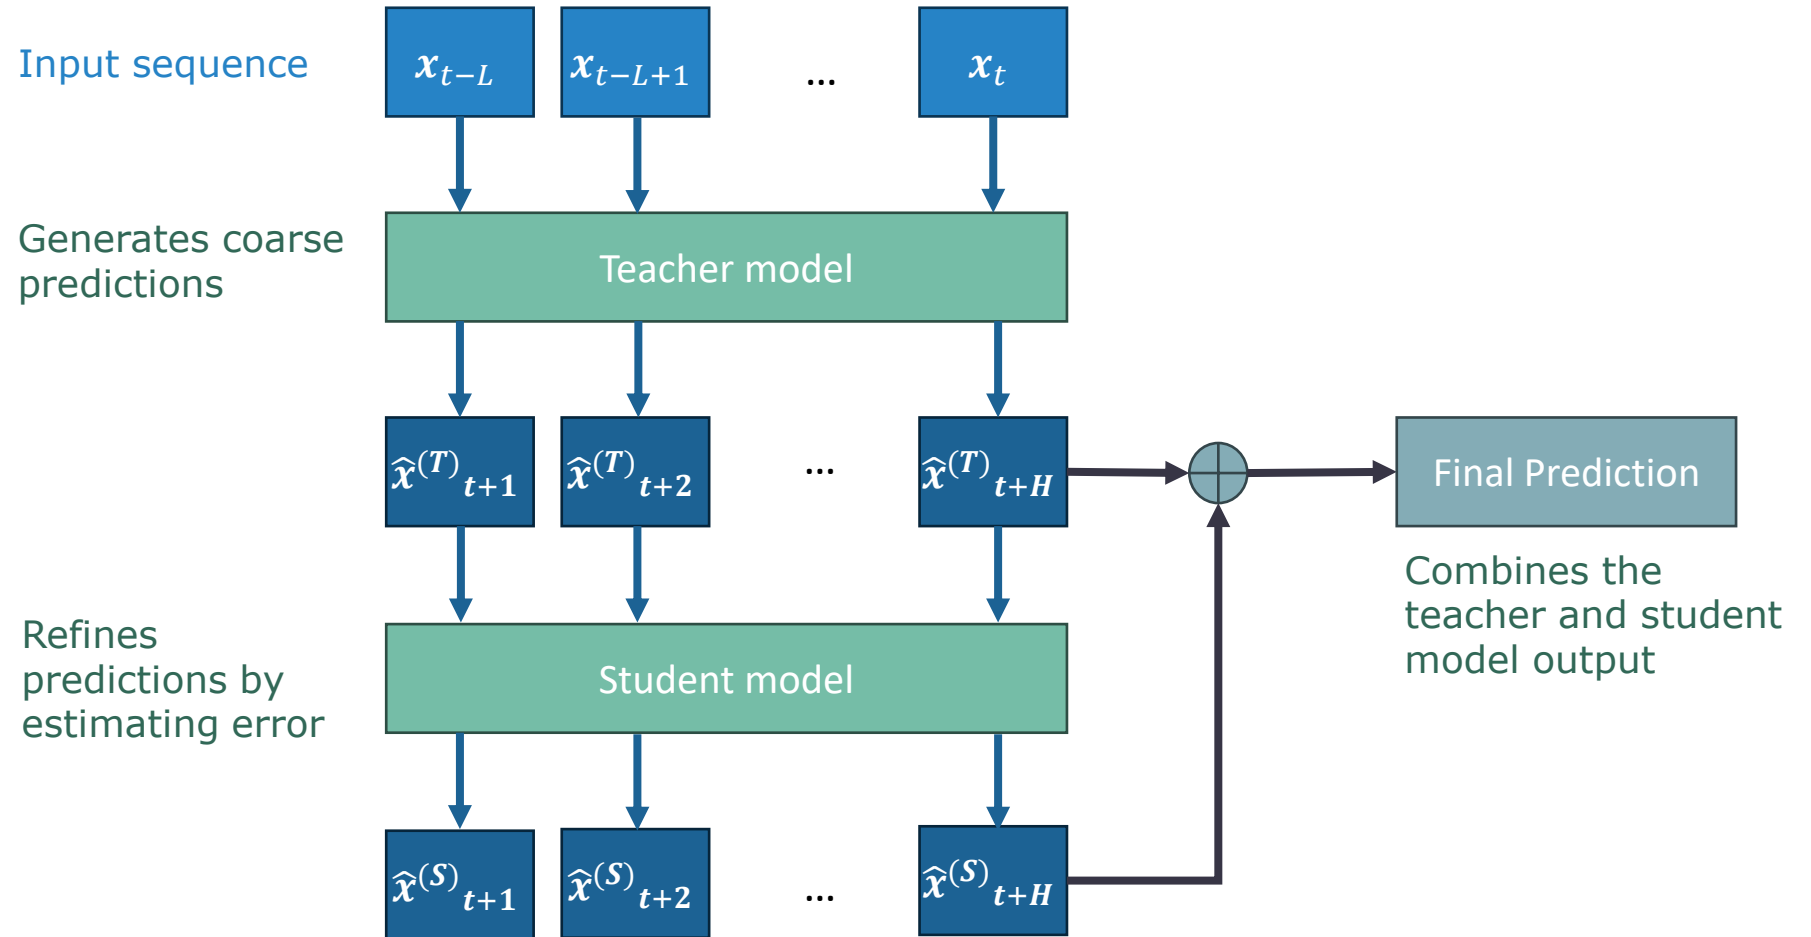 Input sequence
x_{t−L} x_{t−L+1} ... x_t
Generates coarse
predictions
Teacher model
x̂^{(T)}_{t+1} x̂^{(T)}_{t+2} ... x̂^{(T)}_{t+H}
Final Prediction
Combines the
teacher and student
model output
Refines
predictions by
estimating error
Student model
x̂^{(S)}_{t+1} x̂^{(S)}_{t+2} ... x̂^{(S)}_{t+H}